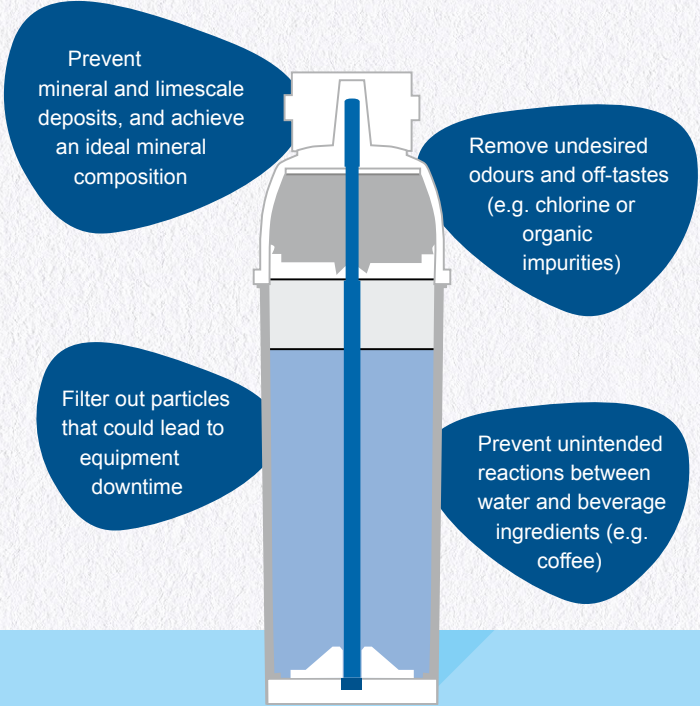 Prevent
mineral and limescale
deposits, and achieve
an ideal mineral
composition
Remove undesired
odours and off-tastes
(e.g. chlorine or
organic
impurities)
Filter out particles
that could lead to
equipment
downtime
Prevent unintended
reactions between
water and beverage
ingredients (e.g.
coffee)